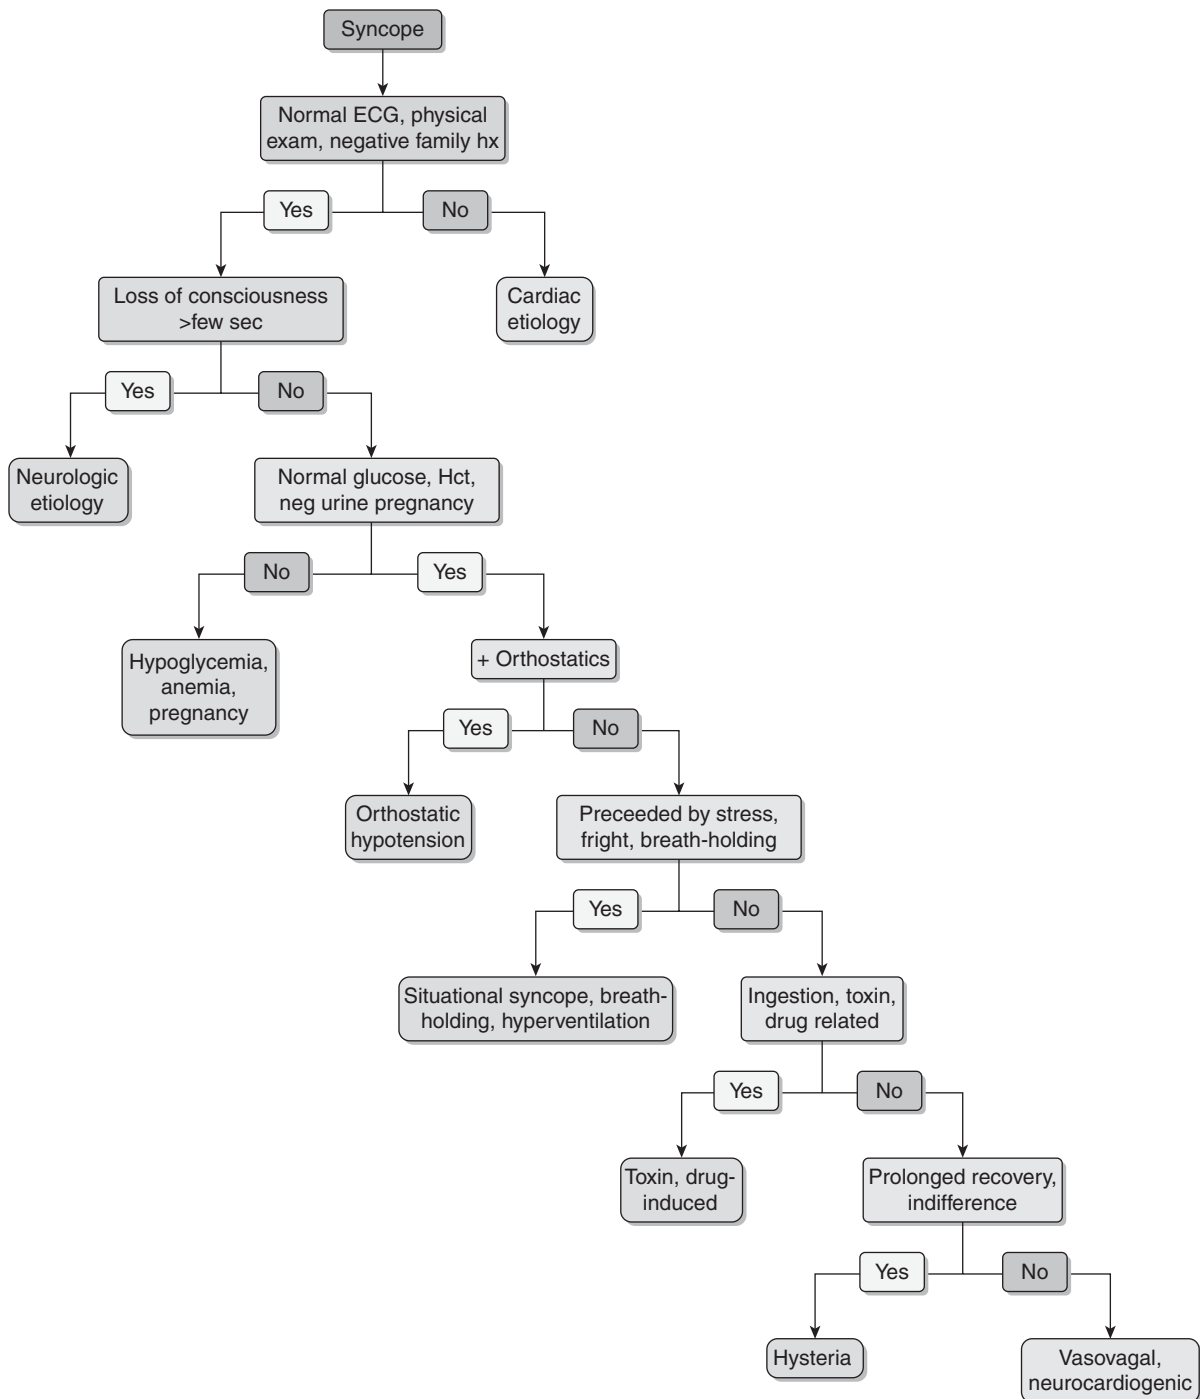 Syncope
Normal ECG, physical
exam, negative family hx
Yes
No
Loss of consciousness
>few sec
Cardiac
etiology
Yes
No
Neurologic
etiology
Normal glucose, Hct,
neg urine pregnancy
No
Yes
Hypoglycemia,
anemia,
pregnancy
+ Orthostatics
Yes
No
Orthostatic
hypotension
Preceeded by stress,
fright, breath-holding
Yes
No
Situational syncope, breath-
holding, hyperventilation
Ingestion, toxin,
drug related
Yes
No
Toxin, drug-
induced
Prolonged recovery,
indifference
Yes
No
Hysteria
Vasovagal,
neurocardiogenic